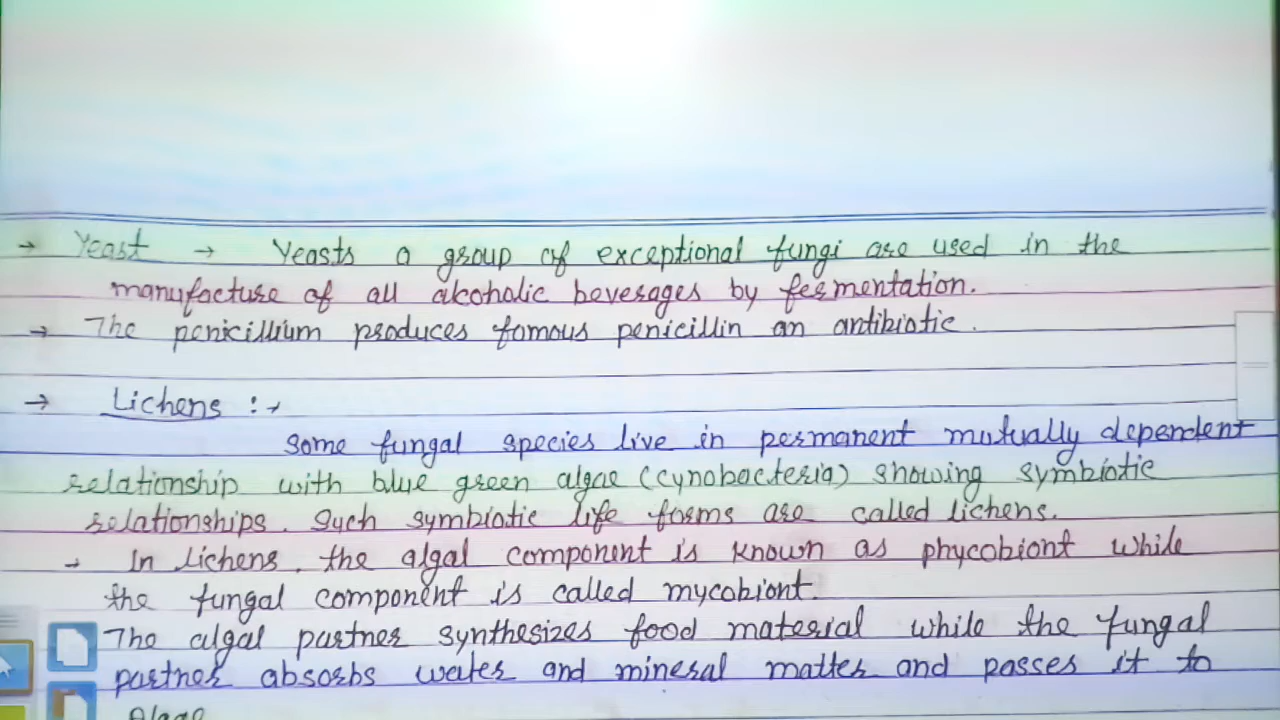 → Yeast → Yeasts a group of exceptional fungi are used in the
manufacture of all alcoholic beverages by fermentation.
→ The penicillium produces famous penicillin an antibiotic.
→ Lichens :→
Some fungal species live in permanent mutually dependent
relationship with blue green algae (cynobacteria) showing symbiotic
relationships. Such symbiotic life forms are called lichens.
→ In Lichens, the algal component is known as phycobiont while
the fungal component is called mycobiont.
The algal partner synthesizes food material while the fungal
partner absorbs water and mineral matter and passes it to
Algae